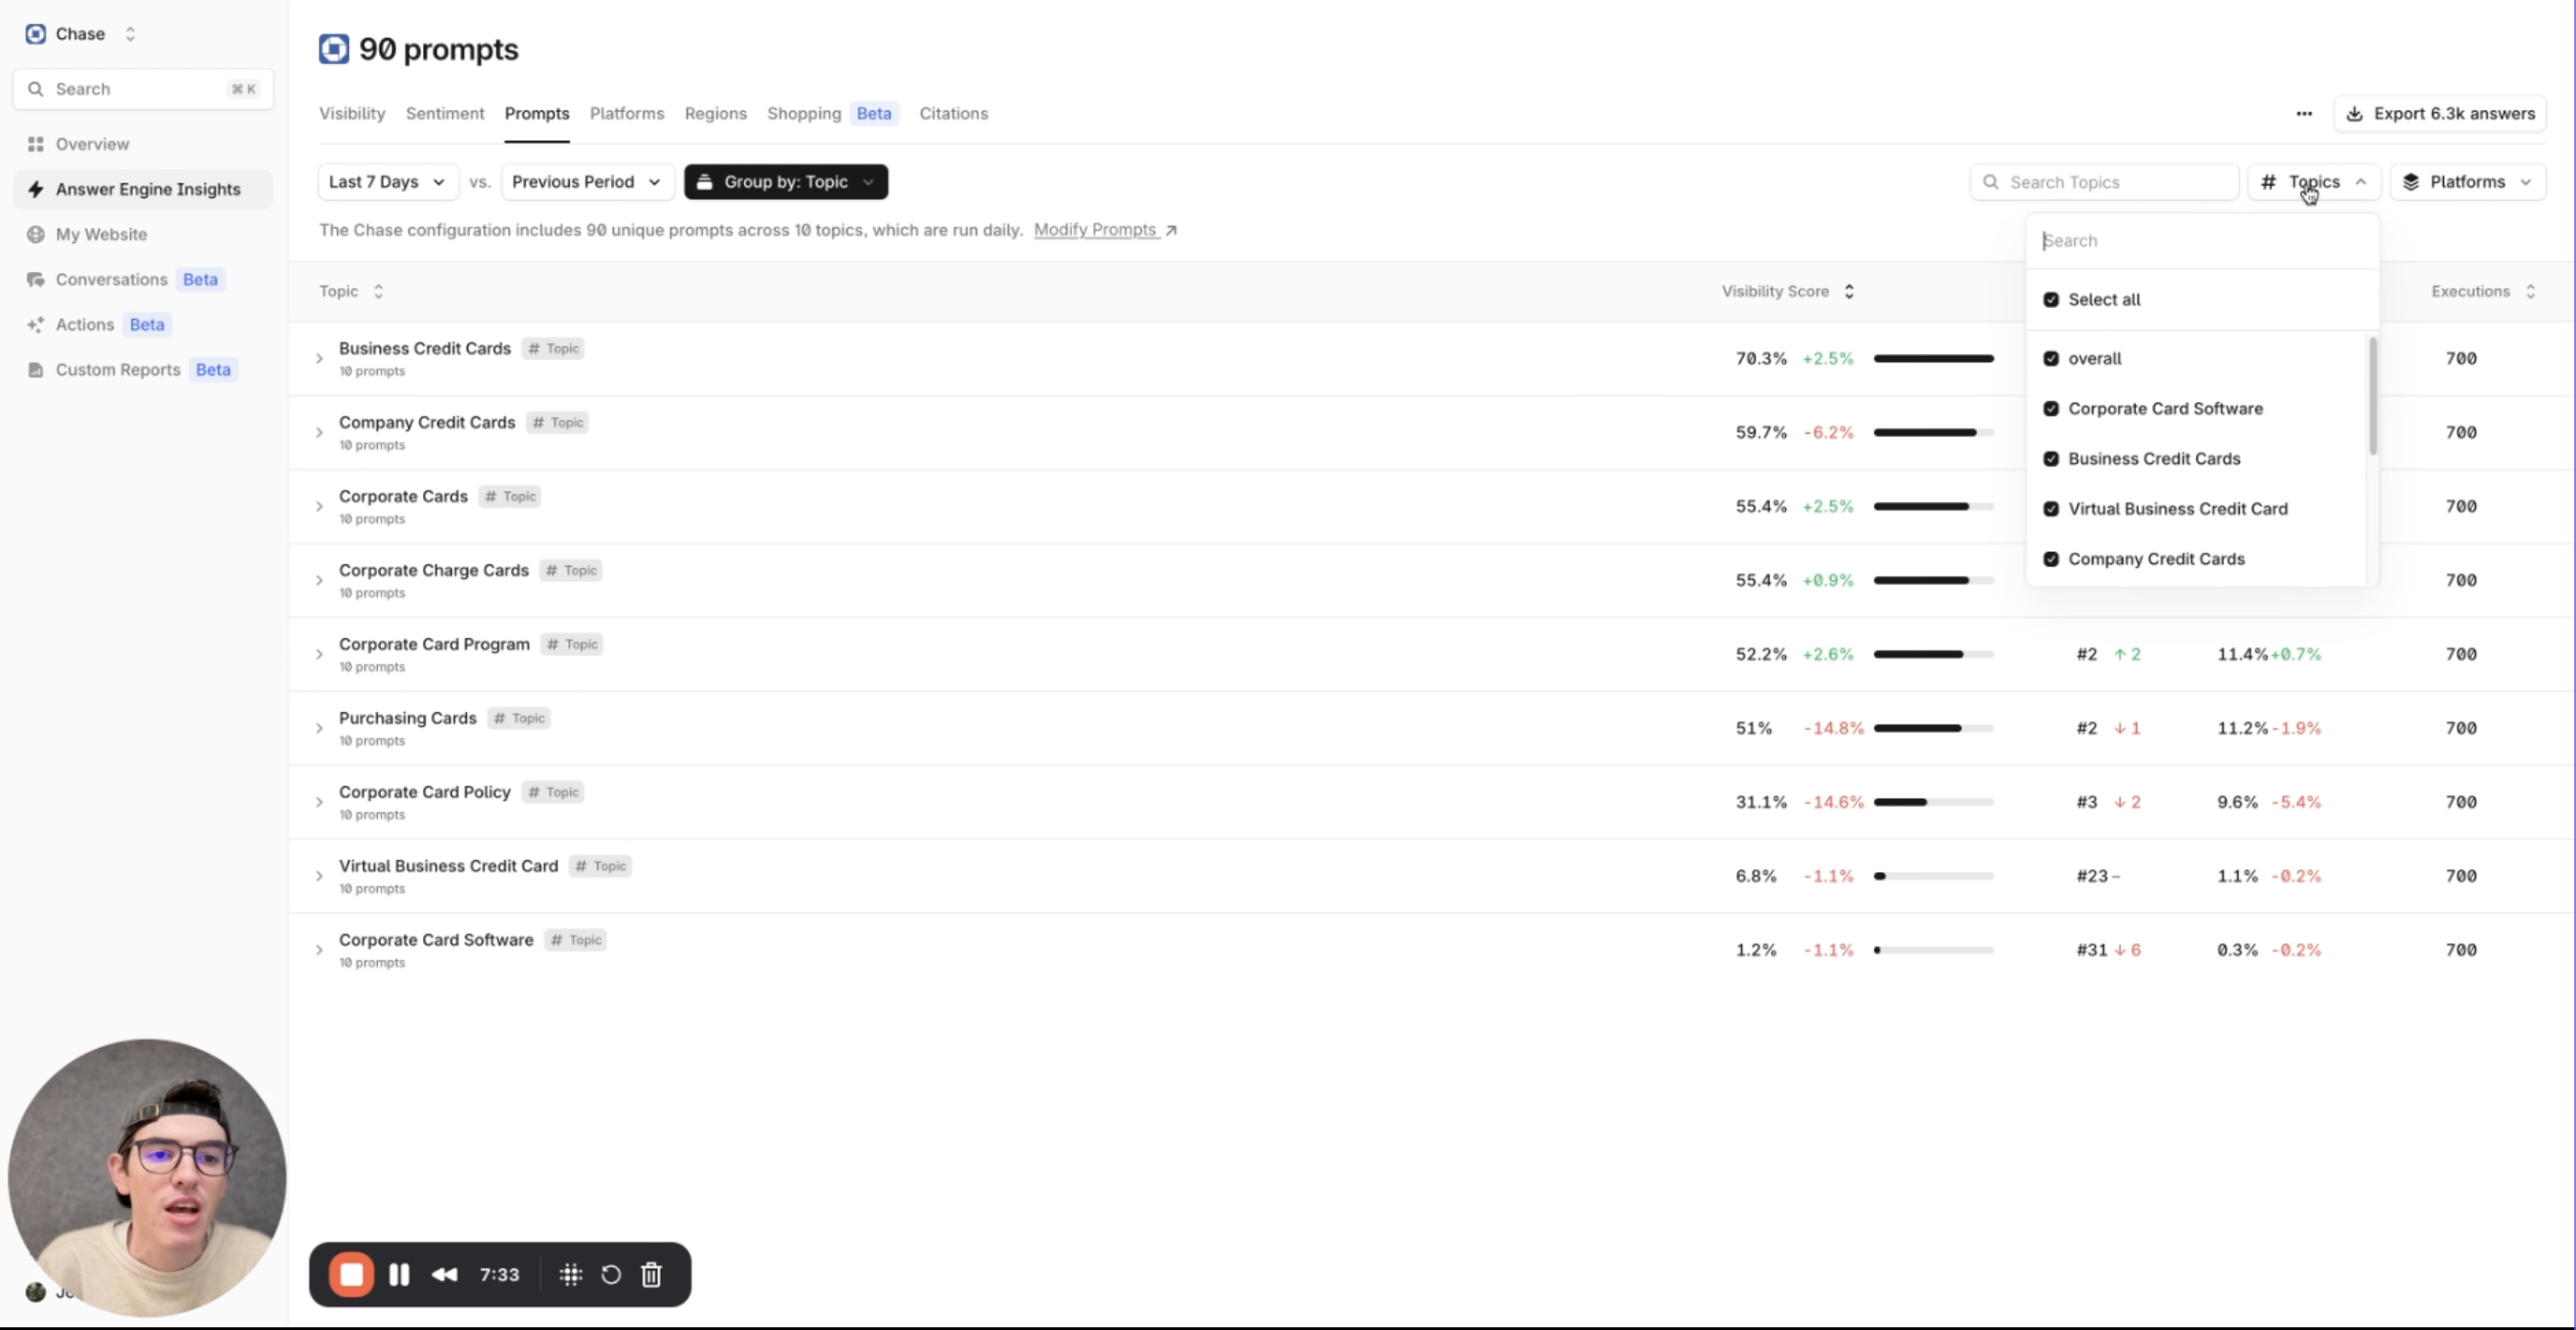 Chase
Search ⌘ K
Overview
Answer Engine Insights
My Website
Conversations Beta
Actions Beta
Custom Reports Beta
90 prompts
Visibility Sentiment Prompts Platforms Regions Shopping Beta Citations
Export 6.3k answers
Last 7 Days vs. Previous Period Group by: Topic
Search Topics # Topics Platforms
The Chase configuration includes 90 unique prompts across 10 topics, which are run daily. Modify Prompts
Topic Visibility Score Executions
Business Credit Cards # Topic
10 prompts
70.3% +2.5% 700
Company Credit Cards # Topic
10 prompts
59.7% -6.2% 700
Corporate Cards # Topic
10 prompts
55.4% +2.5% 700
Corporate Charge Cards # Topic
10 prompts
55.4% +0.9% 700
Corporate Card Program # Topic
10 prompts
52.2% +2.6% #2 ↑ 2 11.4% +0.7% 700
Purchasing Cards # Topic
10 prompts
51% -14.8% #2 ↓ 1 11.2% -1.9% 700
Corporate Card Policy # Topic
10 prompts
31.1% -14.6% #3 ↓ 2 9.6% -5.4% 700
Virtual Business Credit Card # Topic
10 prompts
6.8% -1.1% #23 – 1.1% -0.2% 700
Corporate Card Software # Topic
10 prompts
1.2% -1.1% #31 ↓ 6 0.3% -0.2% 700
Search
Select all
overall
Corporate Card Software
Business Credit Cards
Virtual Business Credit Card
Company Credit Cards
7:33